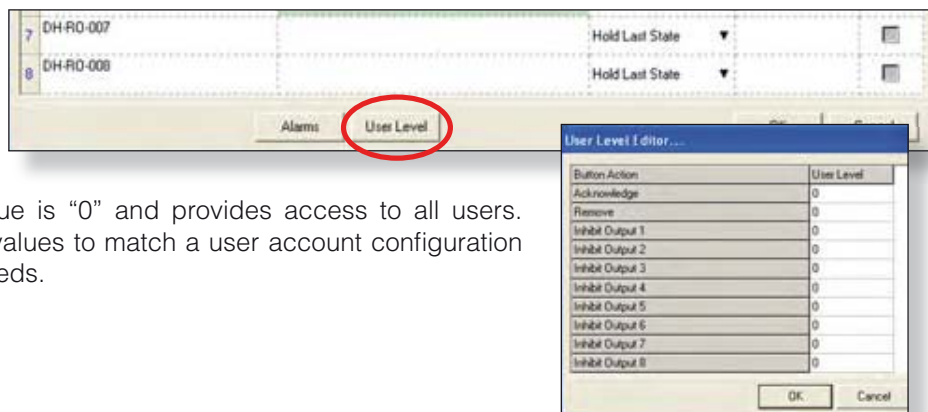 7 DH-RO-007 Hold Last State ▼
8 DH-RO-008 Hold Last State ▼
Alarms User Level
User Level Editor....
Button Action User Level
Acknowledge 0
Remove 0
Inhibit Output 1 0
Inhibit Output 2 0
Inhibit Output 3 0
Inhibit Output 4 0
Inhibit Output 5 0
Inhibit Output 6 0
Inhibit Output 7 0
Inhibit Output 8 0
OK Cancel
ue is “0” and provides access to all users.
values to match a user account configuration
eds.